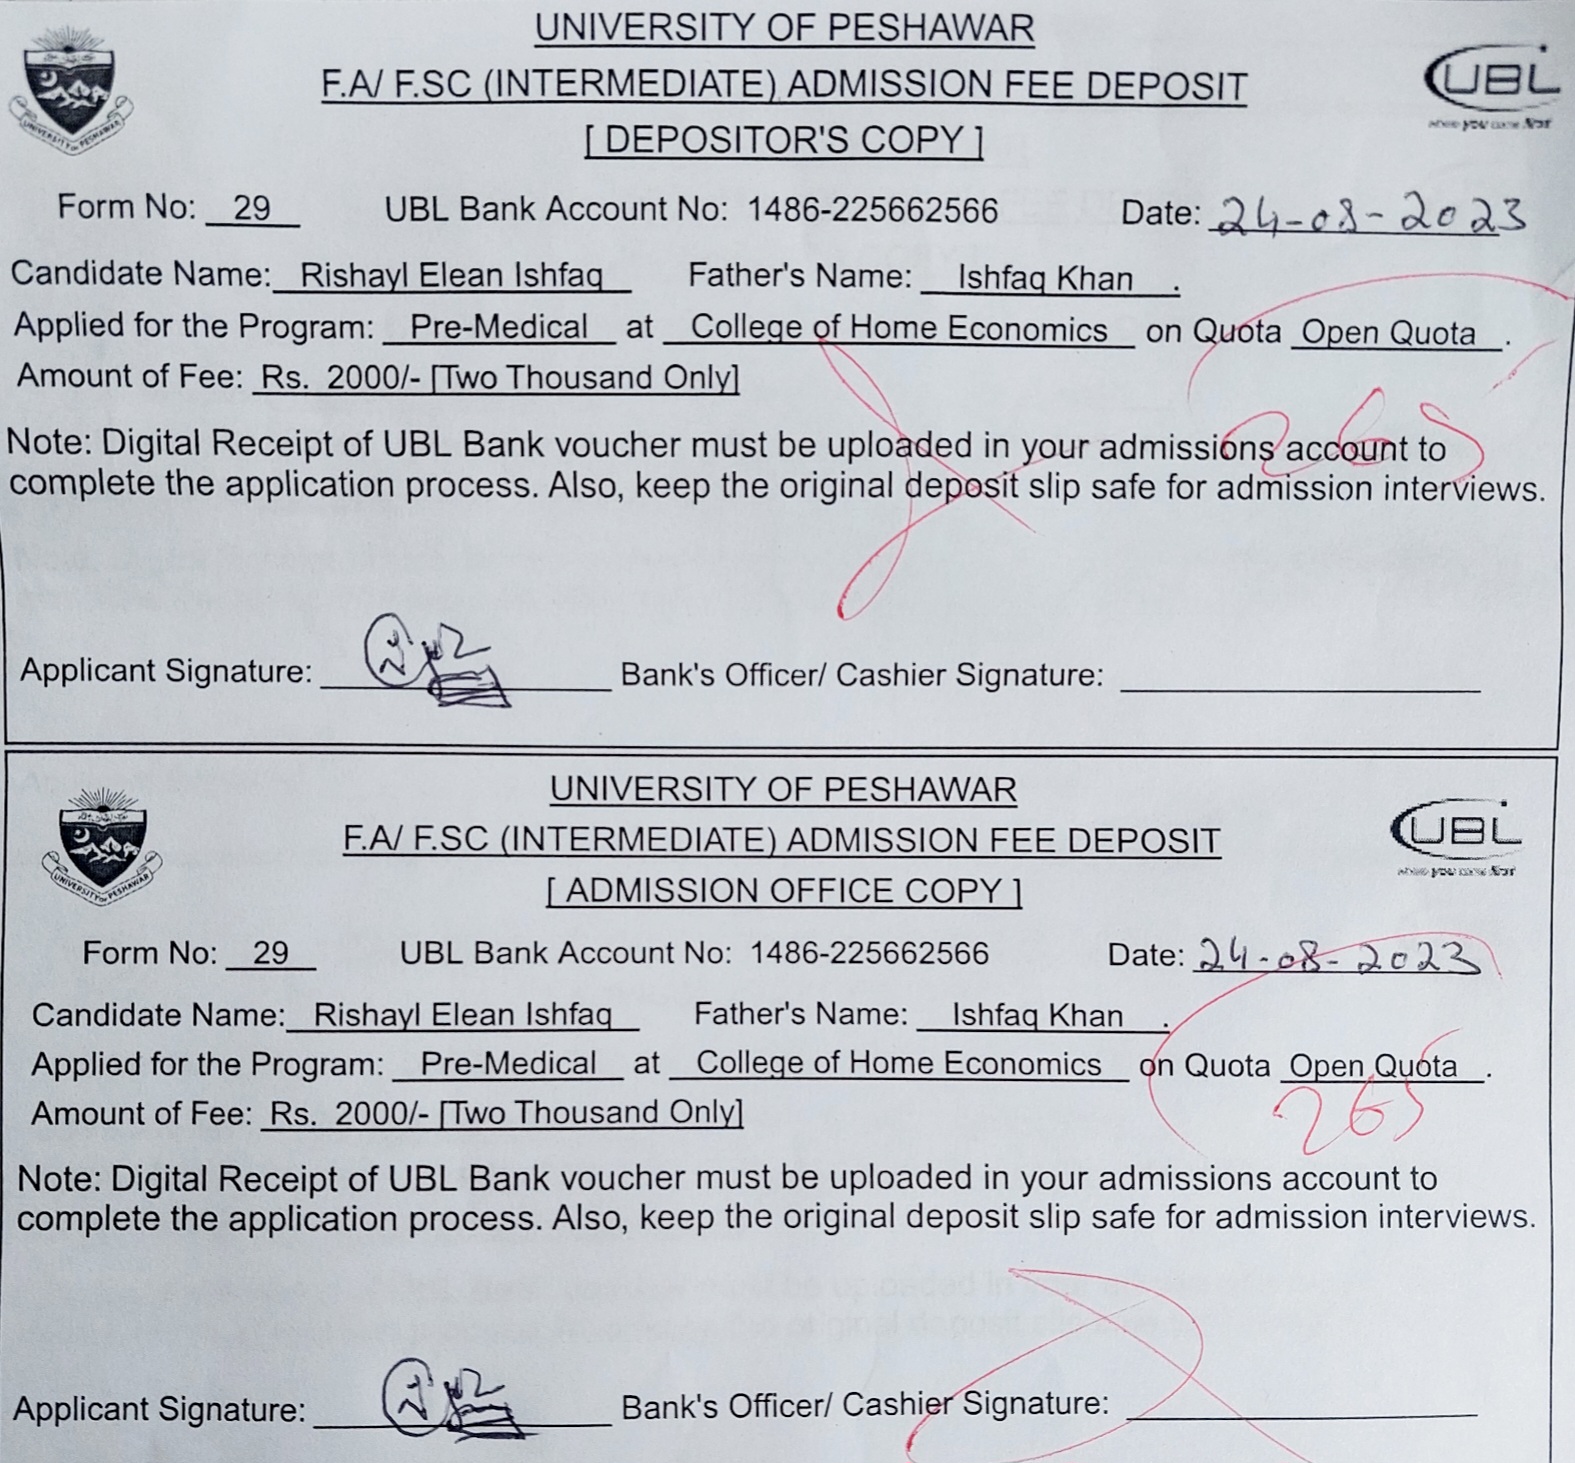 UNIVERSITY OF PESHAWAR
F.A/ F.SC (INTERMEDIATE) ADMISSION FEE DEPOSIT
[ DEPOSITOR'S COPY ]
UNIVERSITY OF PESHAWAR
UBL
where you come first
Form No: 29 UBL Bank Account No: 1486-225662566 Date: 24-08-2023
Candidate Name: Rishayl Elean Ishfaq Father's Name: Ishfaq Khan .
Applied for the Program: Pre-Medical at College of Home Economics on Quota Open Quota .
Amount of Fee: Rs. 2000/- [Two Thousand Only]
265
Note: Digital Receipt of UBL Bank voucher must be uploaded in your admissions account to
complete the application process. Also, keep the original deposit slip safe for admission interviews.
Applicant Signature: Bank's Officer/ Cashier Signature:
UNIVERSITY OF PESHAWAR
F.A/ F.SC (INTERMEDIATE) ADMISSION FEE DEPOSIT
[ ADMISSION OFFICE COPY ]
UNIVERSITY OF PESHAWAR
UBL
where you come first
Form No: 29 UBL Bank Account No: 1486-225662566 Date: 24-08-2023
Candidate Name: Rishayl Elean Ishfaq Father's Name: Ishfaq Khan .
Applied for the Program: Pre-Medical at College of Home Economics on Quota Open Quota .
Amount of Fee: Rs. 2000/- [Two Thousand Only]
265
Note: Digital Receipt of UBL Bank voucher must be uploaded in your admissions account to
complete the application process. Also, keep the original deposit slip safe for admission interviews.
Applicant Signature: Bank's Officer/ Cashier Signature: